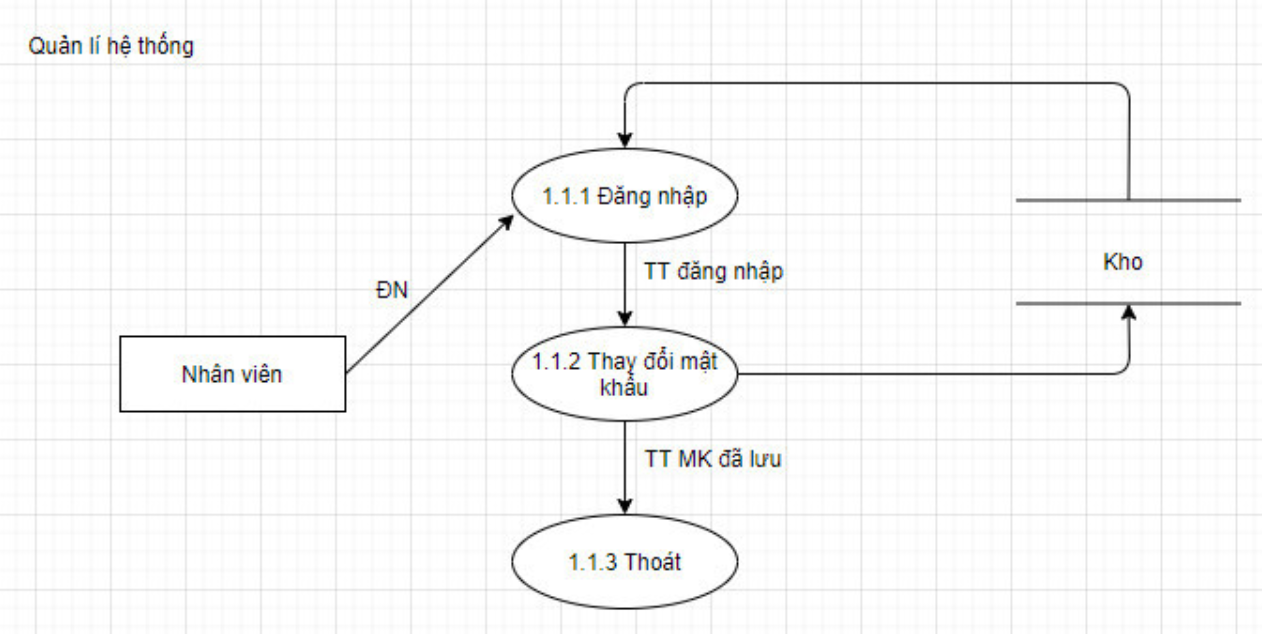 Quản lí hệ thống
1.1.1 Đăng nhập
TT đăng nhập
Kho
ĐN
Nhân viên
1.1.2 Thay đổi mật
khẩu
TT MK đã lưu
1.1.3 Thoát